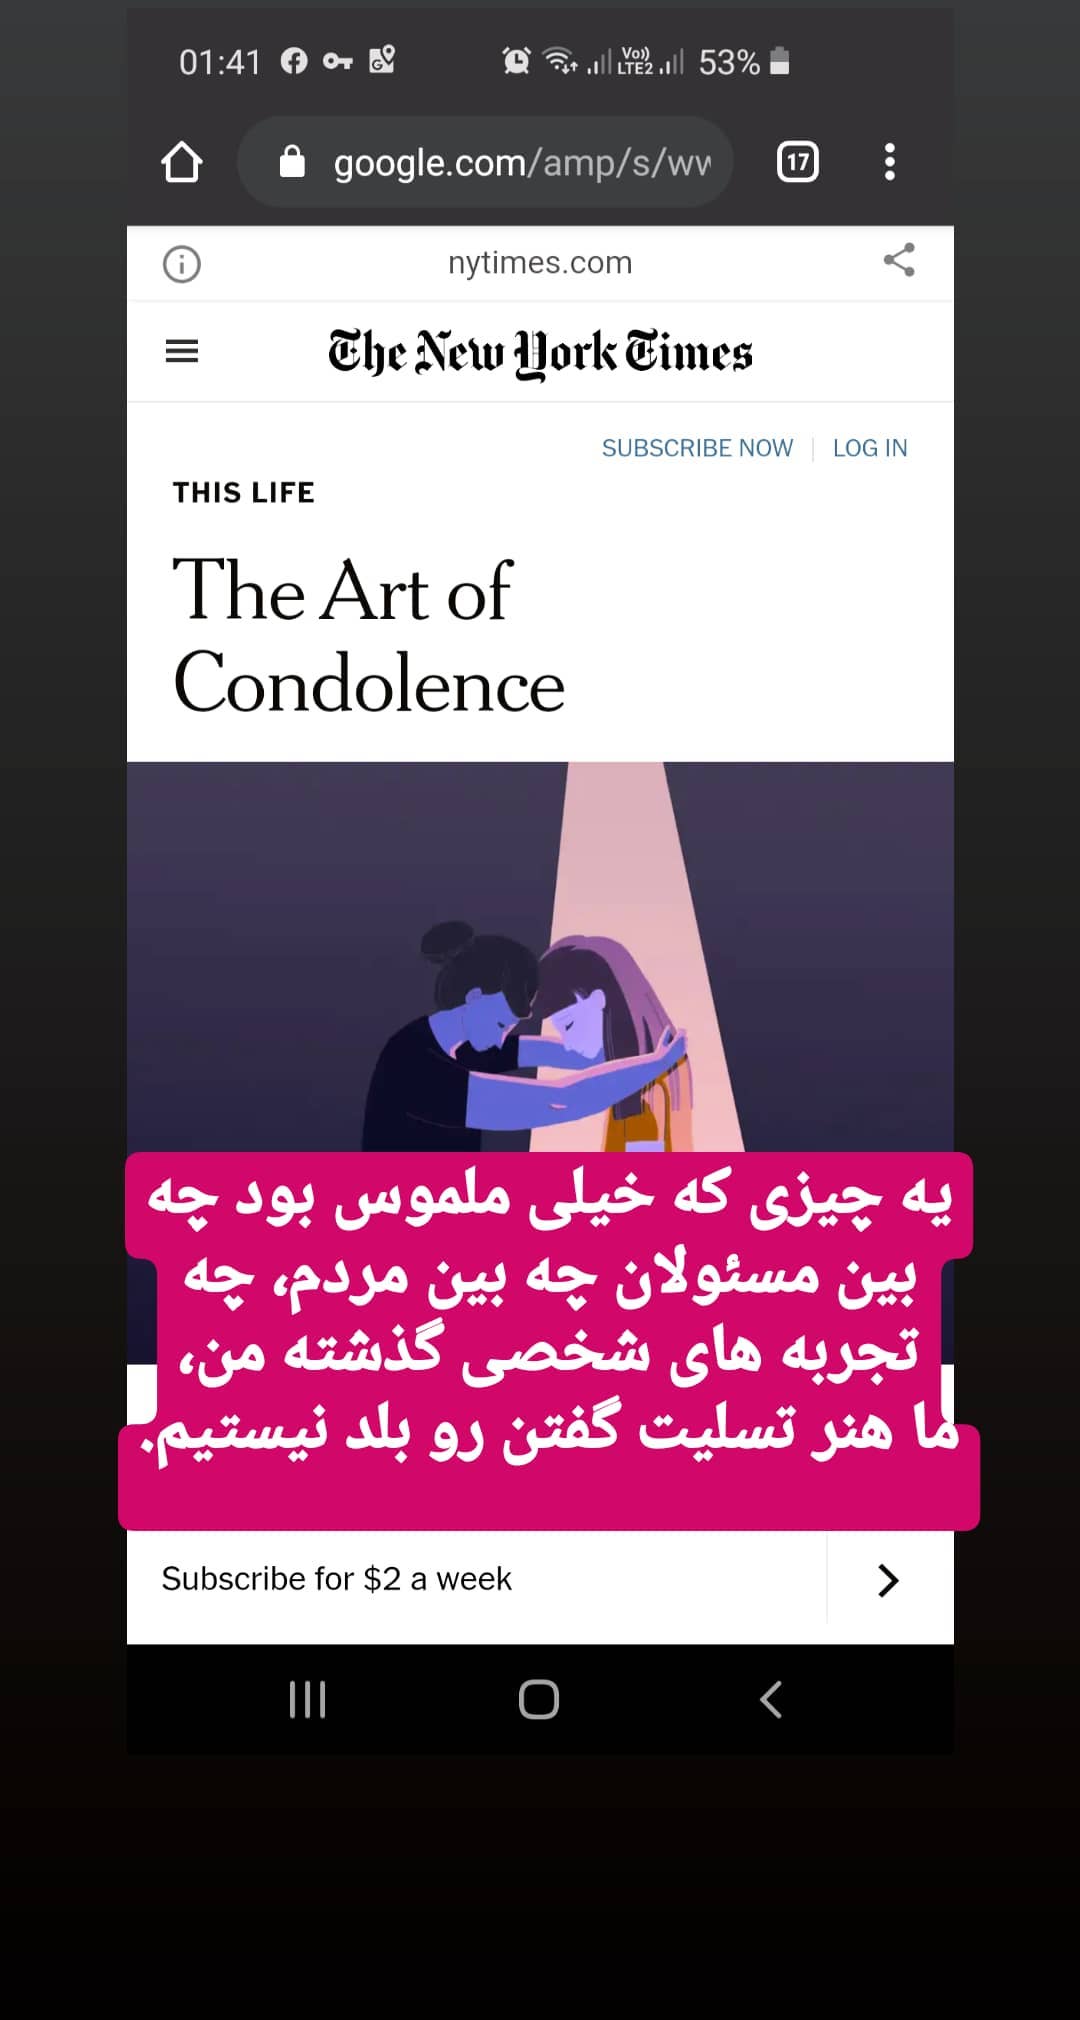 01:41
Vo)) LTE2
53%
google.com/amp/s/ww
17
nytimes.com
The New York Times
SUBSCRIBE NOW | LOG IN
THIS LIFE
The Art of
Condolence
یه چیزی که خیلی ملموس بود چه
بین مسئولان چه بین مردم، چه
تجربه های شخصی گذشته من،
ما هنر تسلیت گفتن رو بلد نیستیم.
Subscribe for $2 a week